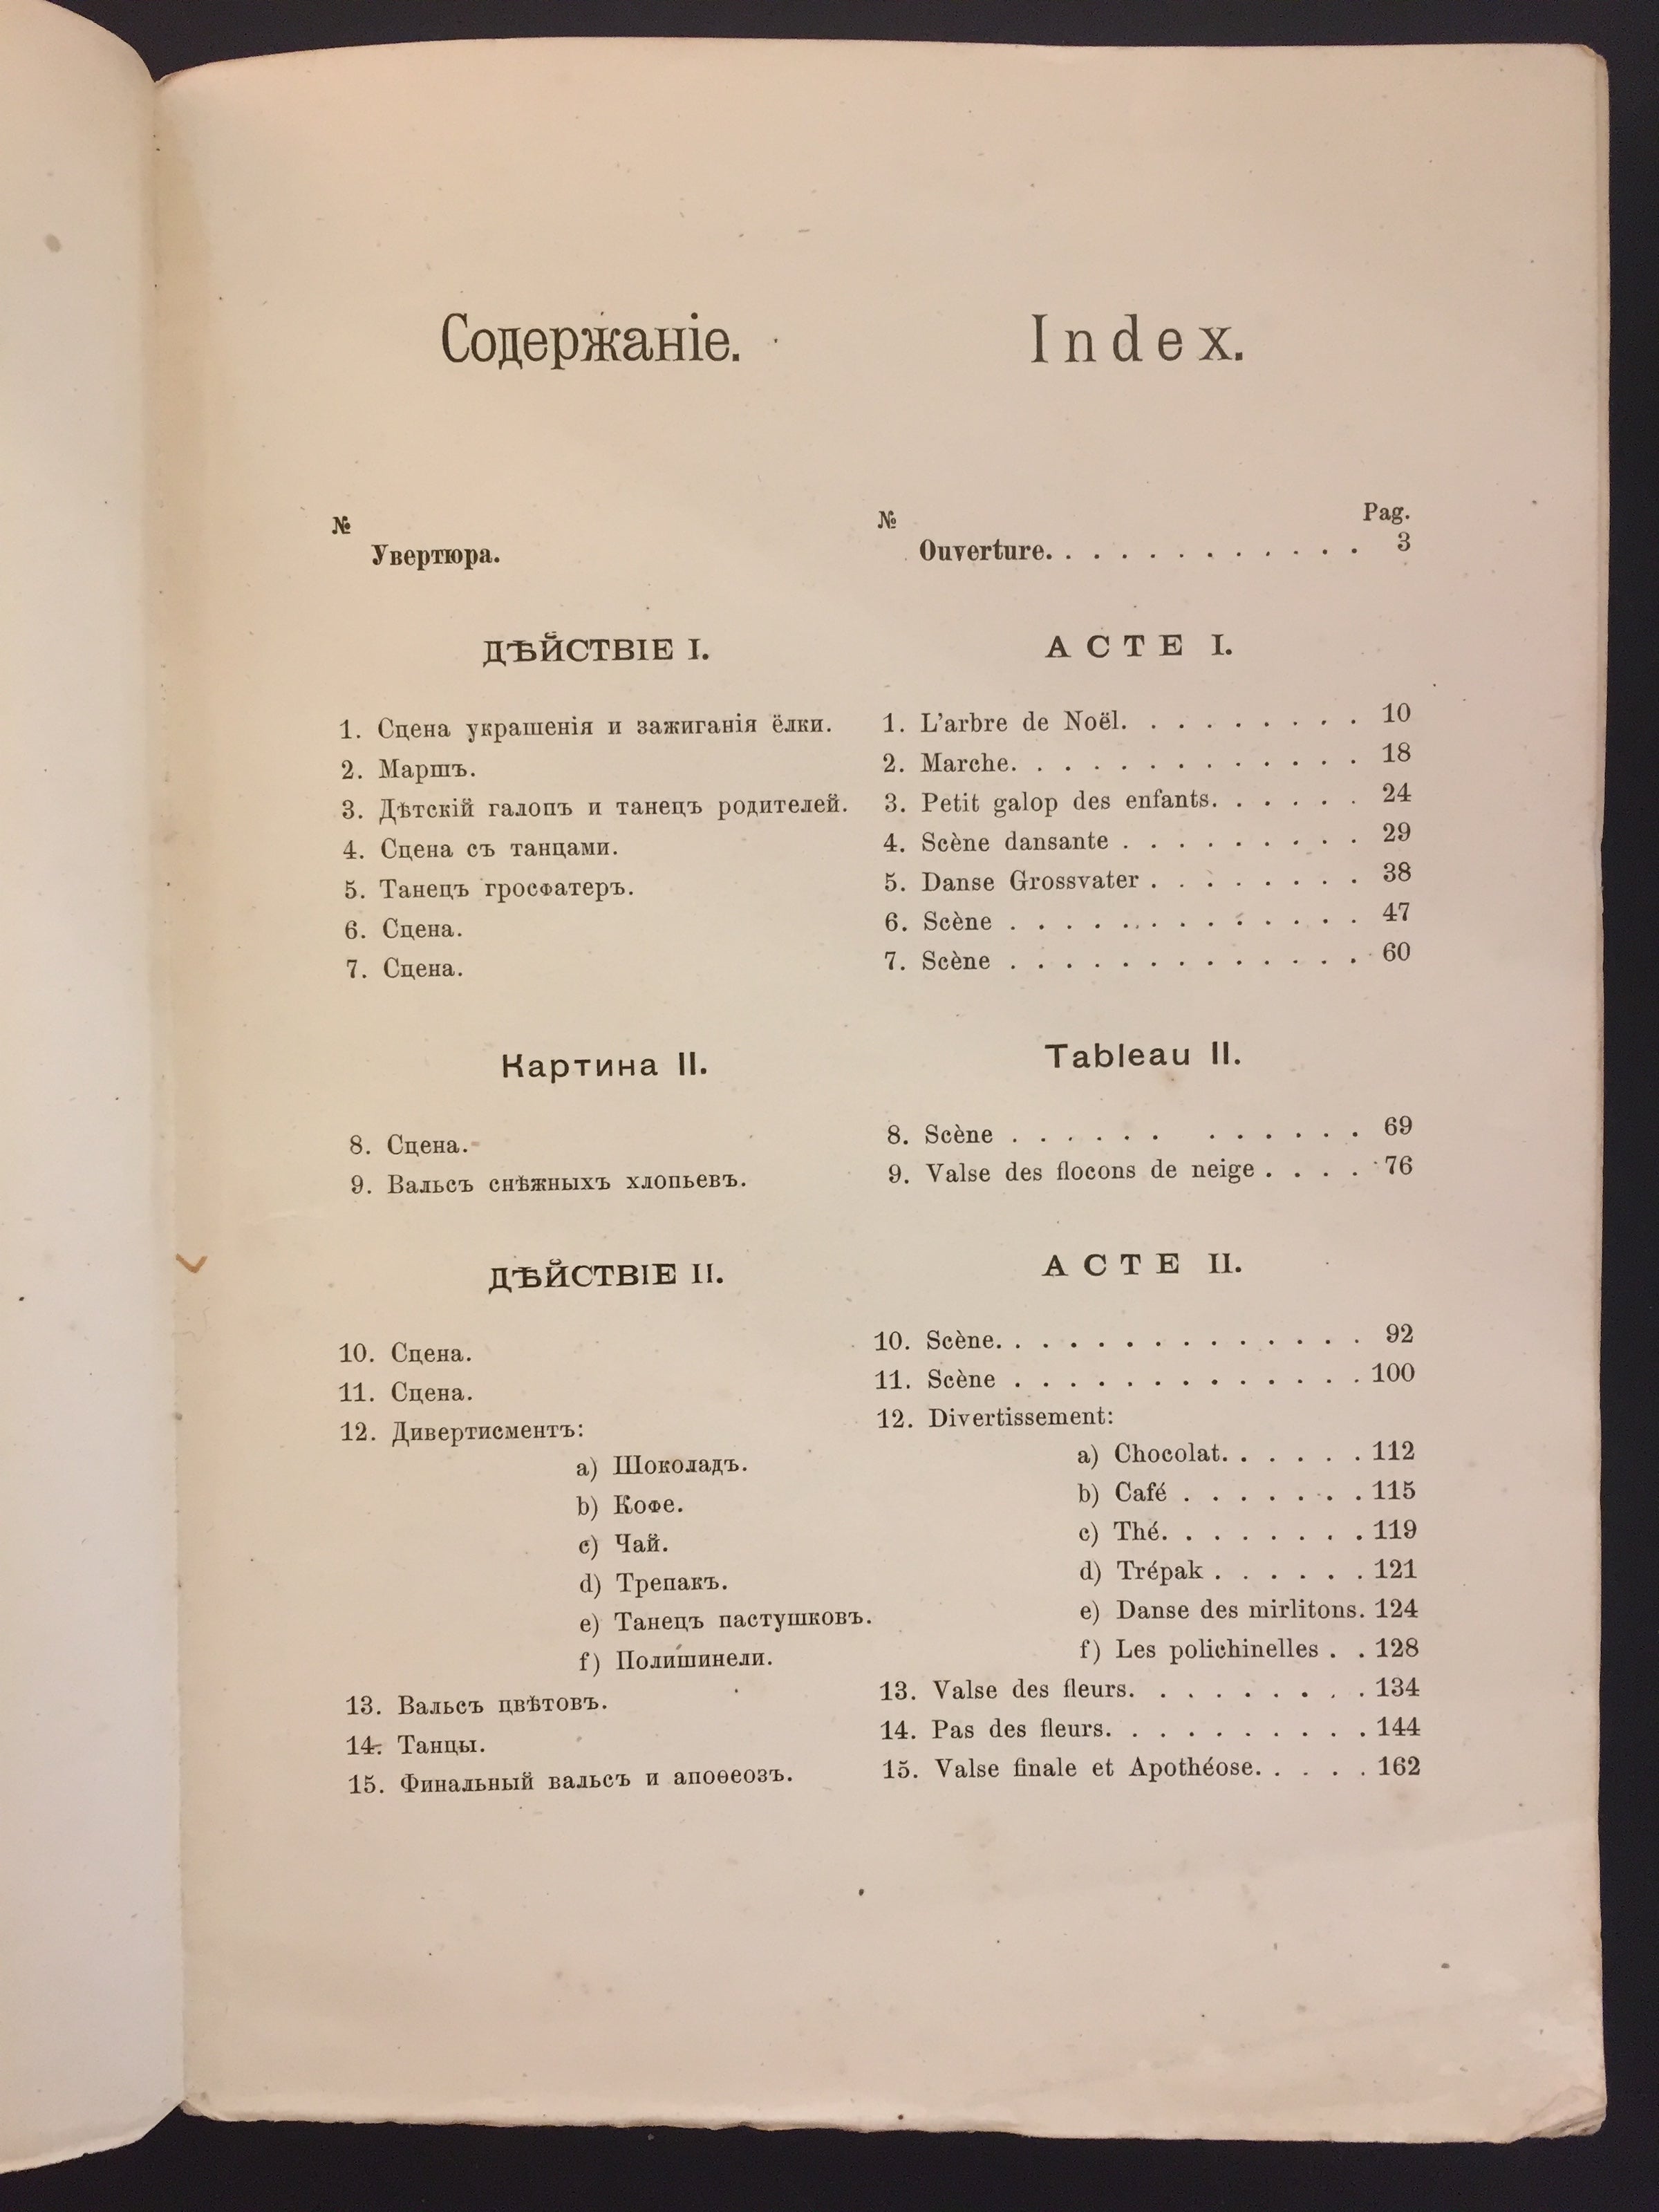 Содержаніе. Index.
№ № Pag.
Увертюра. Ouverture. . . . . . . . . . . . 3
ДѢЙСТВІЕ I. ACTE I.
1. Сцена украшенія и зажиганія ёлки. 1. L'arbre de Noël. . . . . . . . . 10
2. Маршъ. 2. Marche. . . . . . . . . . . . . 18
3. Дѣтскій галопъ и танецъ родителей. 3. Petit galop des enfants. . . . . . 24
4. Сцена съ танцами. 4. Scène dansante . . . . . . . . . 29
5. Танецъ гросфатеръ. 5. Danse Grossvater . . . . . . . . 38
6. Сцена. 6. Scène . . . . . . . . . . . . . 47
7. Сцена. 7. Scène . . . . . . . . . . . . . 60
Картина II. Tableau II.
8. Сцена. 8. Scène . . . . . . . . . . . . 69
9. Вальсъ снѣжныхъ хлопьевъ. 9. Valse des flocons de neige . . . . 76
ДѢЙСТВІЕ II. ACTE II.
10. Сцена. 10. Scène. . . . . . . . . . . . . . 92
11. Сцена. 11. Scène . . . . . . . . . . . . . 100
12. Дивертисментъ: 12. Divertissement:
a) Шоколадъ. a) Chocolat. . . . . . 112
b) Кофе. b) Café . . . . . . . 115
c) Чай. c) Thé. . . . . . . . 119
d) Трепакъ. d) Trépak . . . . . . 121
e) Танецъ пастушковъ. e) Danse des mirlitons. 124
f) Полишинели. f) Les polichinelles . . 128
13. Вальсъ цвѣтовъ. 13. Valse des fleurs. . . . . . . . . 134
14. Танцы. 14. Pas des fleurs. . . . . . . . . . 144
15. Финальный вальсъ и апоѳеозъ. 15. Valse finale et Apothéose. . . . . 162